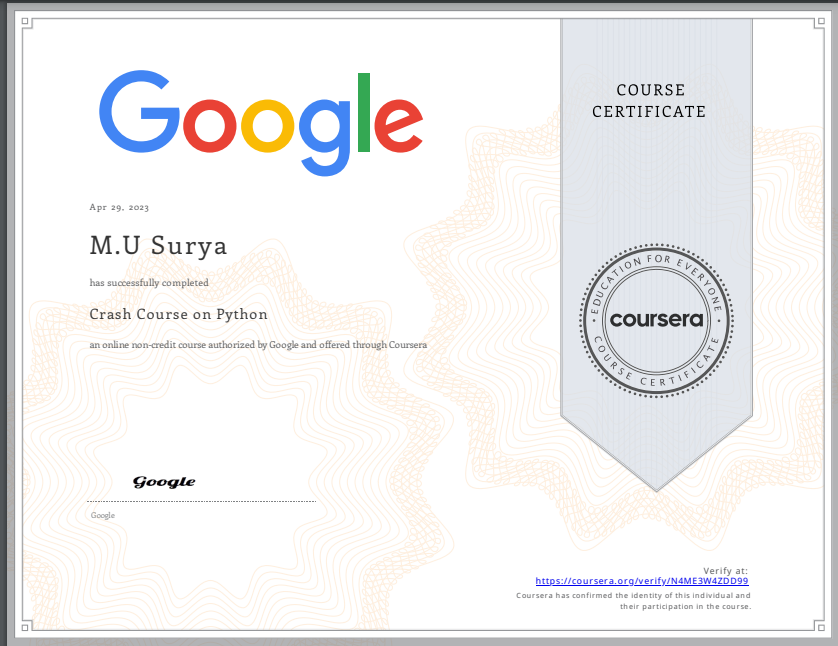 Google
COURSE
CERTIFICATE
Apr 29, 2023
M.U Surya
has successfully completed
Crash Course on Python
an online non-credit course authorized by Google and offered through Coursera
EDUCATION FOR EVERYONE
coursera
COURSE CERTIFICATE
Google
Google
Verify at:
https://coursera.org/verify/N4ME3W4ZDD99
Coursera has confirmed the identity of this individual and
their participation in the course.